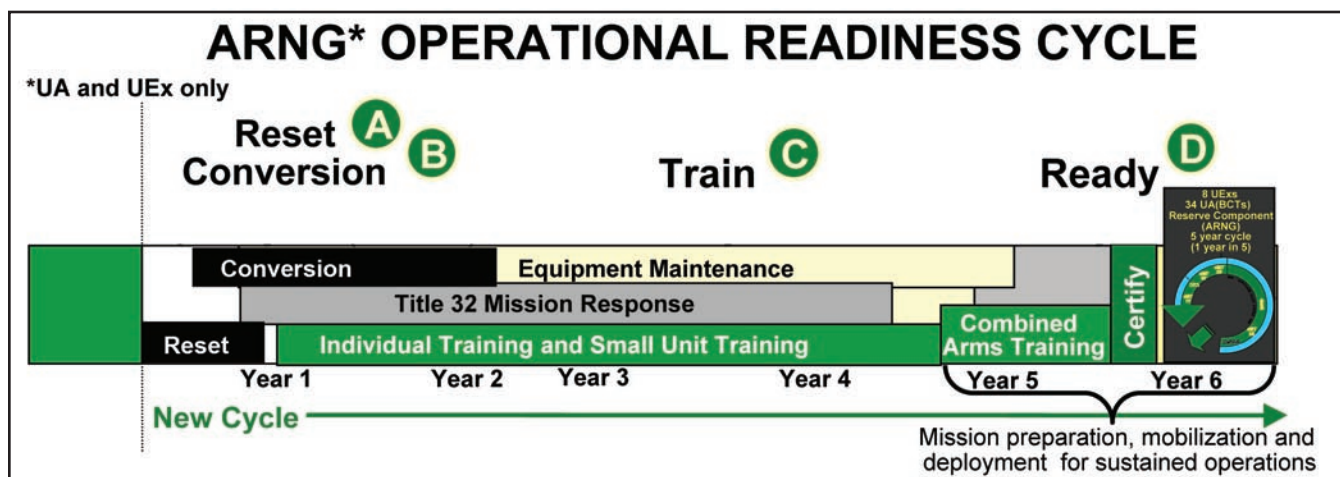 ARNG* OPERATIONAL READINESS CYCLE
*UA and UEx only
Reset A
Conversion B
Train C
Ready D
8 UExs
34 UA(BCTs)
Reserve Component
(ARNG)
5 year cycle
(1 year in 5)
Conversion
Equipment Maintenance
Title 32 Mission Response
Reset
Individual Training and Small Unit Training
Combined
Arms Training
Certify
Year 1
Year 2
Year 3
Year 4
Year 5
Year 6
New Cycle
Mission preparation, mobilization and
deployment for sustained operations